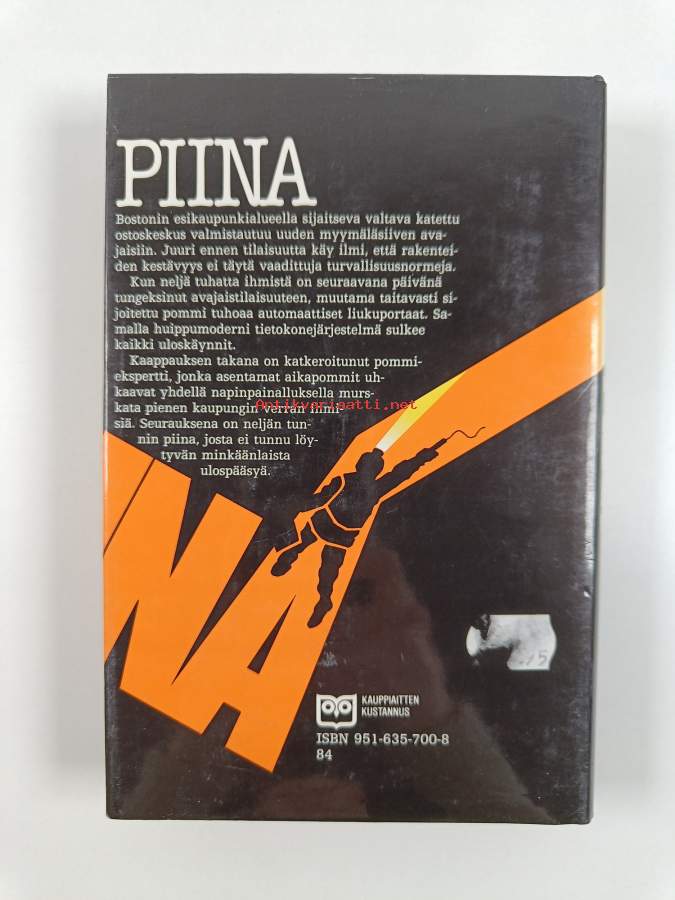 PIINA
Bostonin esikaupunkialueella sijaitseva valtava katettu
ostoskeskus valmistautuu uuden myymäläsiiven ava-
jaisiin. Juuri ennen tilaisuutta käy ilmi, että rakentei-
den kestävyys ei täytä vaadittuja turvallisuusnormeja.
Kun neljä tuhatta ihmistä on seuraavana päivänä
tungeksinut avajaistilaisuuteen, muutama taitavasti si-
joitettu pommi tuhoaa automaattiset liukuportaat. Sa-
malla huippumoderni tietokonejärjestelmä sulkee
kaikki uloskäynnit.
Kaappauksen takana on katkeroitunut pommi-
ekspertti, jonka asentamat aikapommit uh-
kaavat yhdellä napinpainalluksella murs-
kata pienen kaupungin verran ihmi-
Antikvariaatti.net
siä. Seurauksena on neljän tun-
nin piina, josta ei tunnu löy-
tyvän minkäänlaista
ulospääsyä.
INA
KAUPPIAITTEN
KUSTANNUS
ISBN 951-635-700-8
84